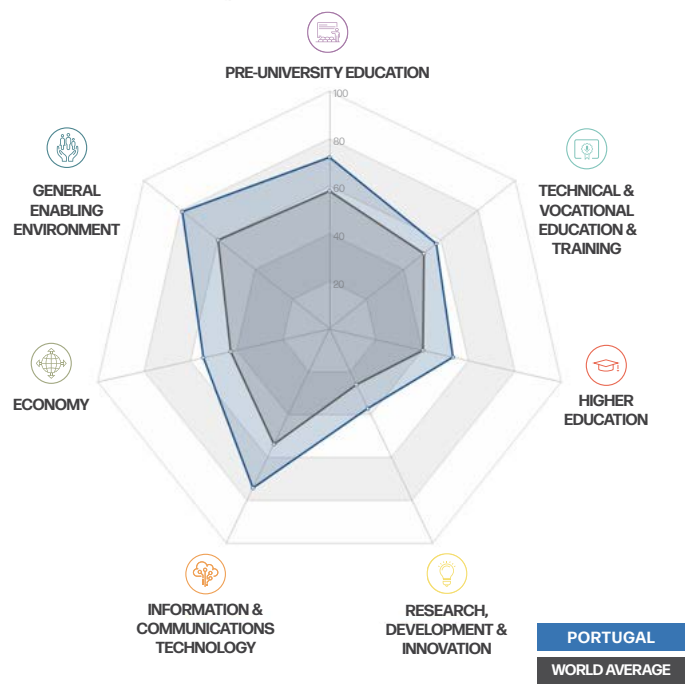 PRE-UNIVERSITY EDUCATION
100
80
60
40
20
GENERAL
ENABLING
ENVIRONMENT
TECHNICAL &
VOCATIONAL
EDUCATION &
TRAINING
ECONOMY
HIGHER
EDUCATION
INFORMATION &
COMMUNICATIONS
TECHNOLOGY
RESEARCH,
DEVELOPMENT &
INNOVATION
PORTUGAL
WORLD AVERAGE